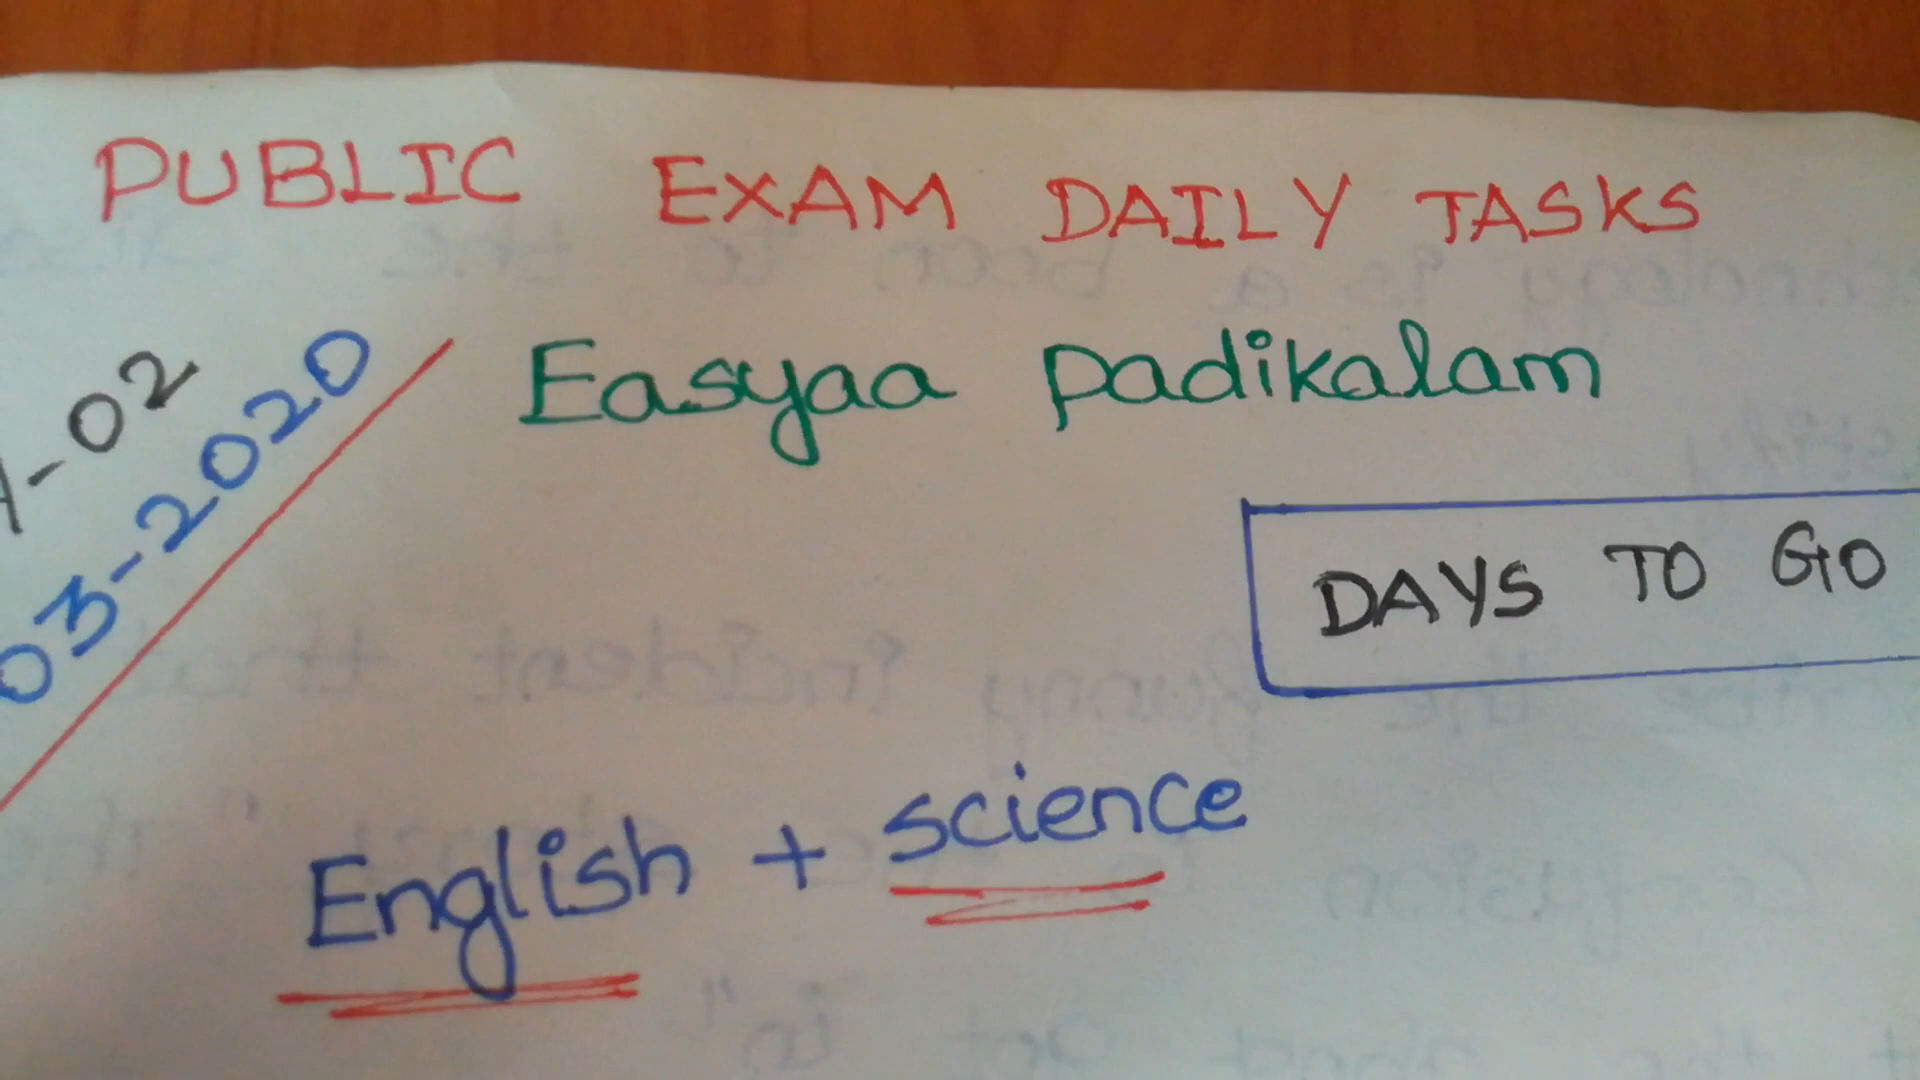 PUBLIC EXAM DAILY TASKS
Easyaa padikalam
-02
03-2020
DAYS TO GO
English + science